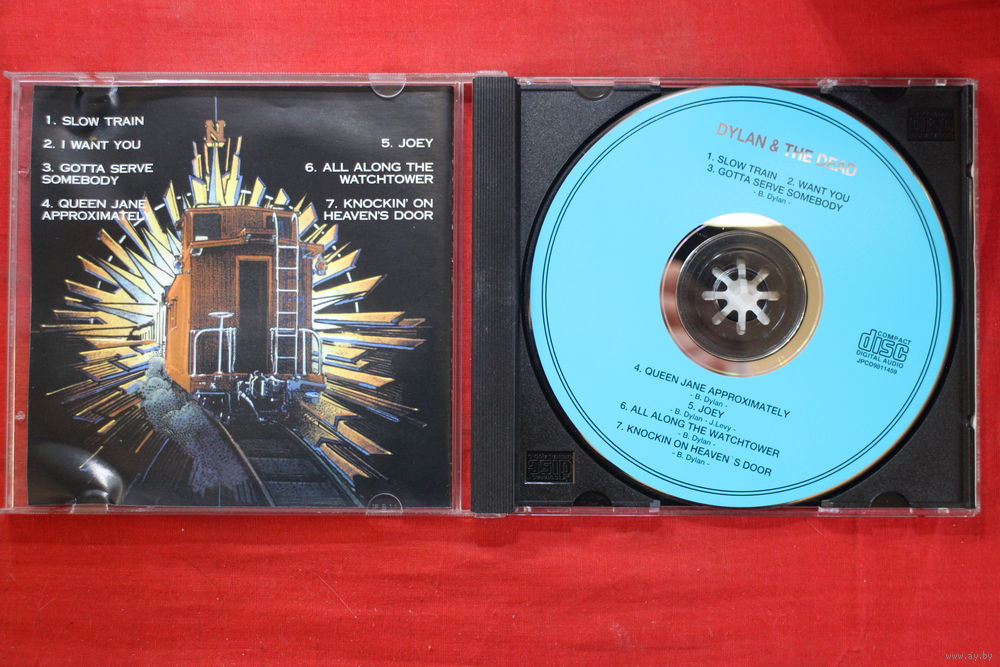 1. SLOW TRAIN
2. I WANT YOU
3. GOTTA SERVE
SOMEBODY
4. QUEEN JANE
APPROXIMATELY
5. JOEY
6. ALL ALONG THE
WATCHTOWER
7. KNOCKIN' ON
HEAVEN'S DOOR
N
DYLAN & THE DEAD
1. SLOW TRAIN 2. WANT YOU
3. GOTTA SERVE SOMEBODY
- B. Dylan -
COMPACT
disc
DIGITAL AUDIO
JPCD9811459
4. QUEEN JANE APPROXIMATELY
- B. Dylan -
5. JOEY
- B. Dylan - J.Levy -
6. ALL ALONG THE WATCHTOWER
- B. Dylan -
7. KNOCKIN ON HEAVEN`S DOOR
- B. Dylan -
www.ay.by